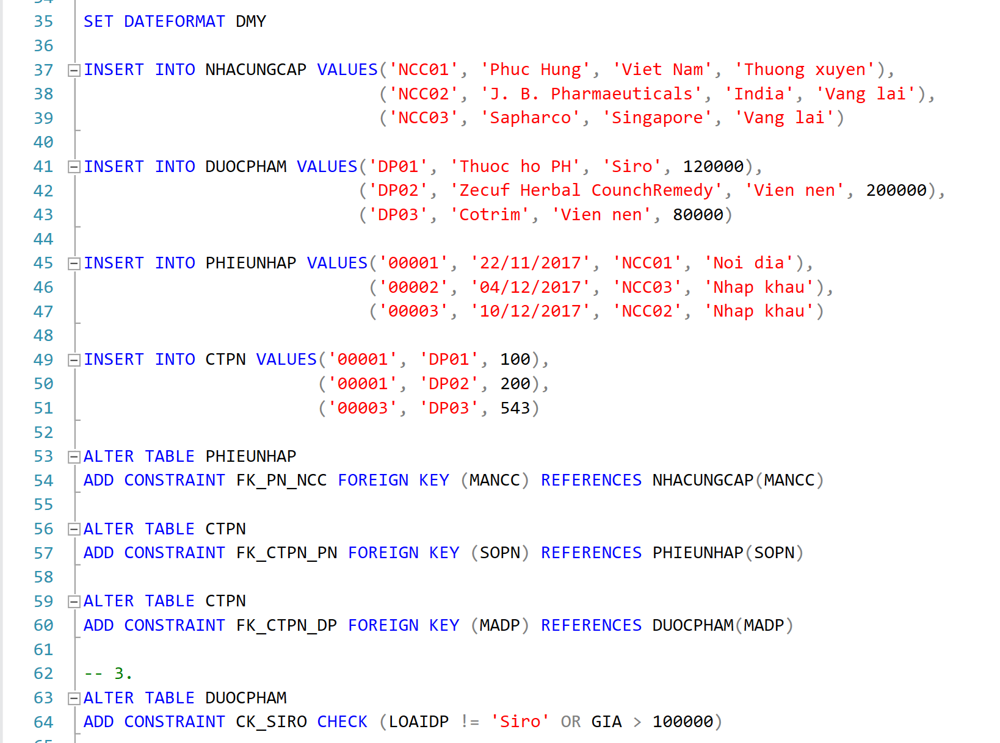 35 SET DATEFORMAT DMY
36
37 INSERT INTO NHACUNGCAP VALUES('NCC01', 'Phuc Hung', 'Viet Nam', 'Thuong xuyen'),
38 ('NCC02', 'J. B. Pharmaeuticals', 'India', 'Vang lai'),
39 ('NCC03', 'Sapharco', 'Singapore', 'Vang lai')
40
41 INSERT INTO DUOCPHAM VALUES('DP01', 'Thuoc ho PH', 'Siro', 120000),
42 ('DP02', 'Zecuf Herbal CounchRemedy', 'Vien nen', 200000),
43 ('DP03', 'Cotrim', 'Vien nen', 80000)
44
45 INSERT INTO PHIEUNHAP VALUES('00001', '22/11/2017', 'NCC01', 'Noi dia'),
46 ('00002', '04/12/2017', 'NCC03', 'Nhap khau'),
47 ('00003', '10/12/2017', 'NCC02', 'Nhap khau')
48
49 INSERT INTO CTPN VALUES('00001', 'DP01', 100),
50 ('00001', 'DP02', 200),
51 ('00003', 'DP03', 543)
52
53 ALTER TABLE PHIEUNHAP
54 ADD CONSTRAINT FK_PN_NCC FOREIGN KEY (MANCC) REFERENCES NHACUNGCAP(MANCC)
55
56 ALTER TABLE CTPN
57 ADD CONSTRAINT FK_CTPN_PN FOREIGN KEY (SOPN) REFERENCES PHIEUNHAP(SOPN)
58
59 ALTER TABLE CTPN
60 ADD CONSTRAINT FK_CTPN_DP FOREIGN KEY (MADP) REFERENCES DUOCPHAM(MADP)
61
62 -- 3.
63 ALTER TABLE DUOCPHAM
64 ADD CONSTRAINT CK_SIRO CHECK (LOAIDP != 'Siro' OR GIA > 100000)